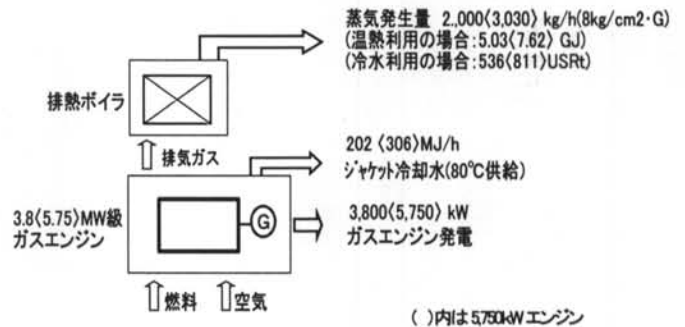 蒸気発生量 2,000〈3,030〉 kg/h(8kg/cm2･G)
(温熱利用の場合:5.03〈7.62〉 GJ)
(冷水利用の場合:536〈811〉USRt)
排熱ボイラ
排気ガス
202 〈306〉MJ/h
ジャケット冷却水(80℃供給)
3.8〈5.75〉MW級
ガスエンジン
G
3,800〈5,750〉 kW
ガスエンジン発電
燃料
空気
( )内は5,750kWエンジン